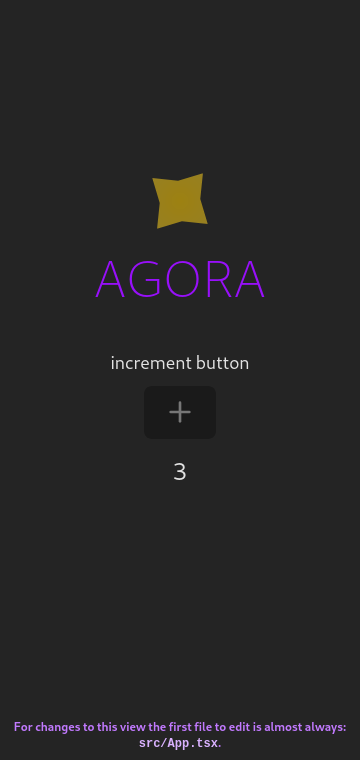 AGORA
increment button
+
3
For changes to this view the first file to edit is almost always:
src/App.tsx.